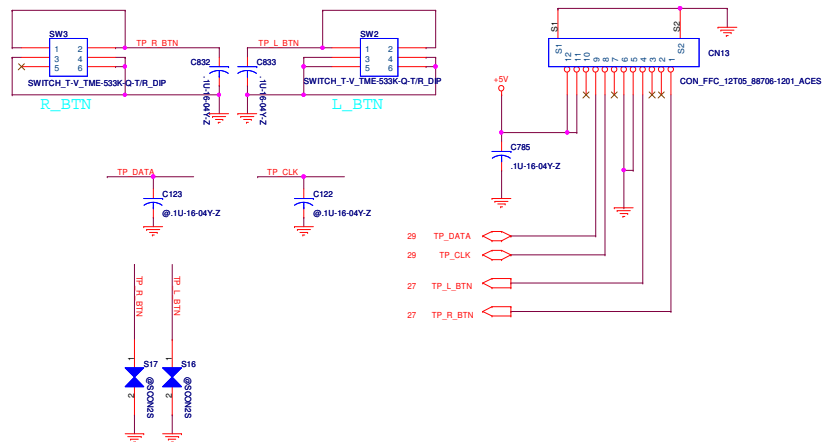 SW3
1 2
3 4
5 6
TP_R_BTN
C832
.1U-16-04Y-Z
SWITCH_T-V_TME-533K-Q-T/R_DIP
R_BTN
TP_L_BTN
C833
.1U-16-04Y-Z
SW2
1 2
3 4
5 6
SWITCH_T-V_TME-533K-Q-T/R_DIP
L_BTN
S1
S2
S1
S2
12 11 10 9 8 7 6 5 4 3 2 1
CN13
CON_FFC_12T05_88706-1201_ACES
+5V
C785
.1U-16-04Y-Z
TP_DATA
C123
@.1U-16-04Y-Z
TP_CLK
C122
@.1U-16-04Y-Z
29 TP_DATA
29 TP_CLK
27 TP_L_BTN
27 TP_R_BTN
TP_R_BTN
TP_L_BTN
1
2
S17
@SCON2S
1
2
S16
@SCON2S